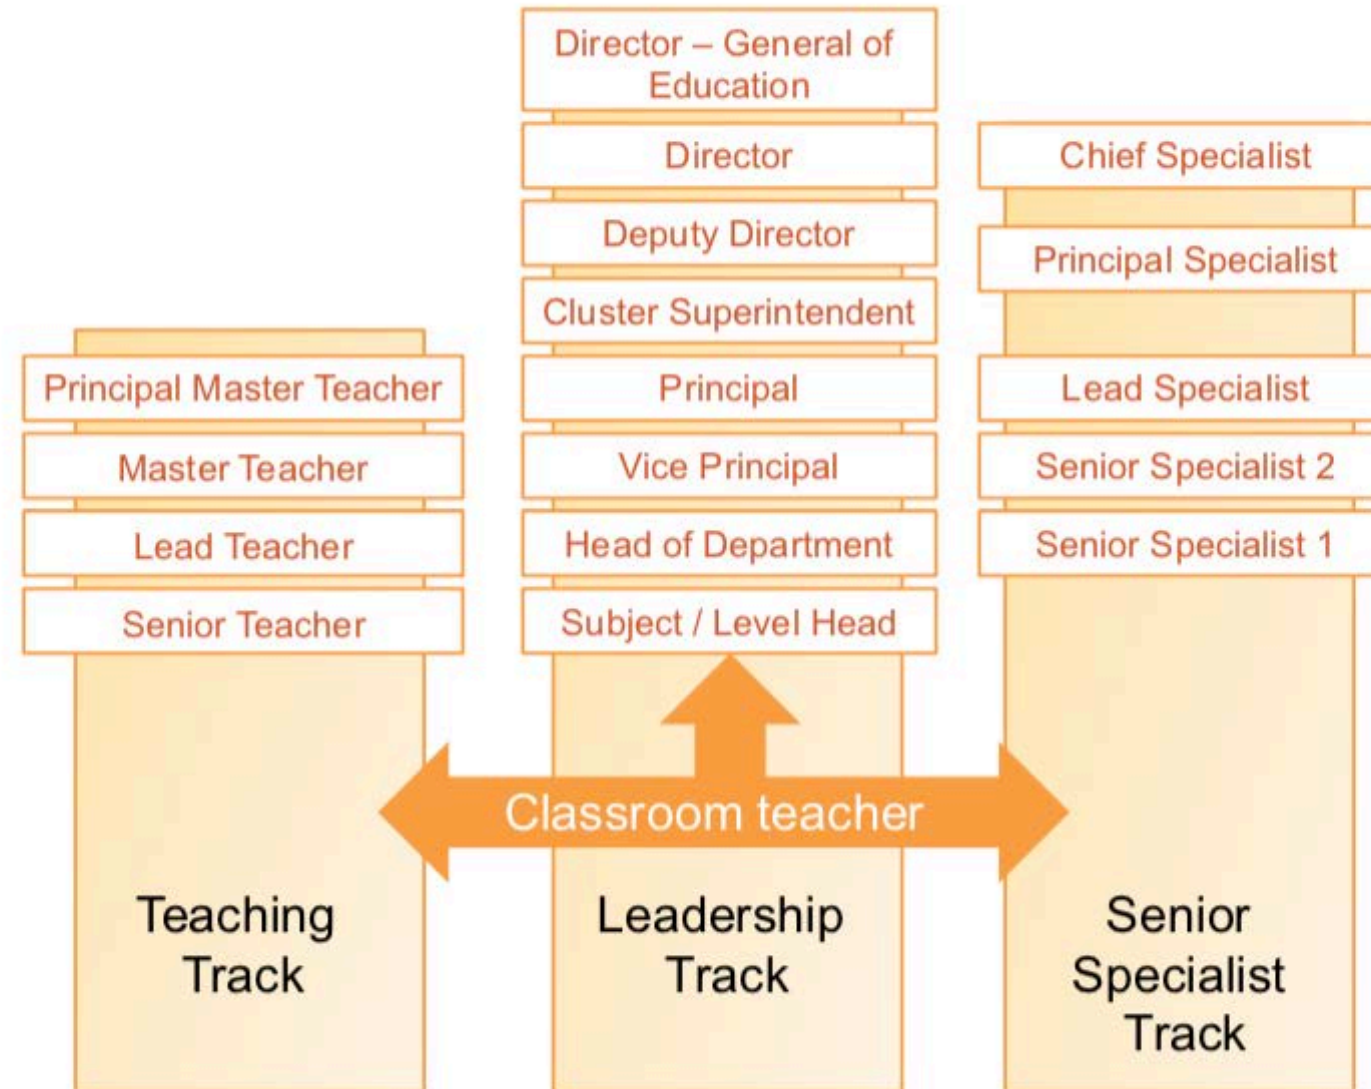 Director – General of
Education
Director
Deputy Director
Cluster Superintendent
Principal
Vice Principal
Head of Department
Subject / Level Head
Chief Specialist
Principal Specialist
Lead Specialist
Senior Specialist 2
Senior Specialist 1
Principal Master Teacher
Master Teacher
Lead Teacher
Senior Teacher
Classroom teacher
Teaching
Track
Leadership
Track
Senior
Specialist
Track